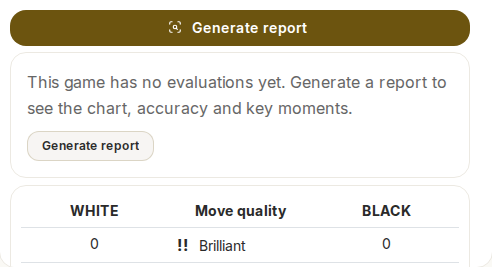 Generate report
This game has no evaluations yet. Generate a report to
see the chart, accuracy and key moments.
Generate report
WHITE Move quality BLACK
0 !! Brilliant 0